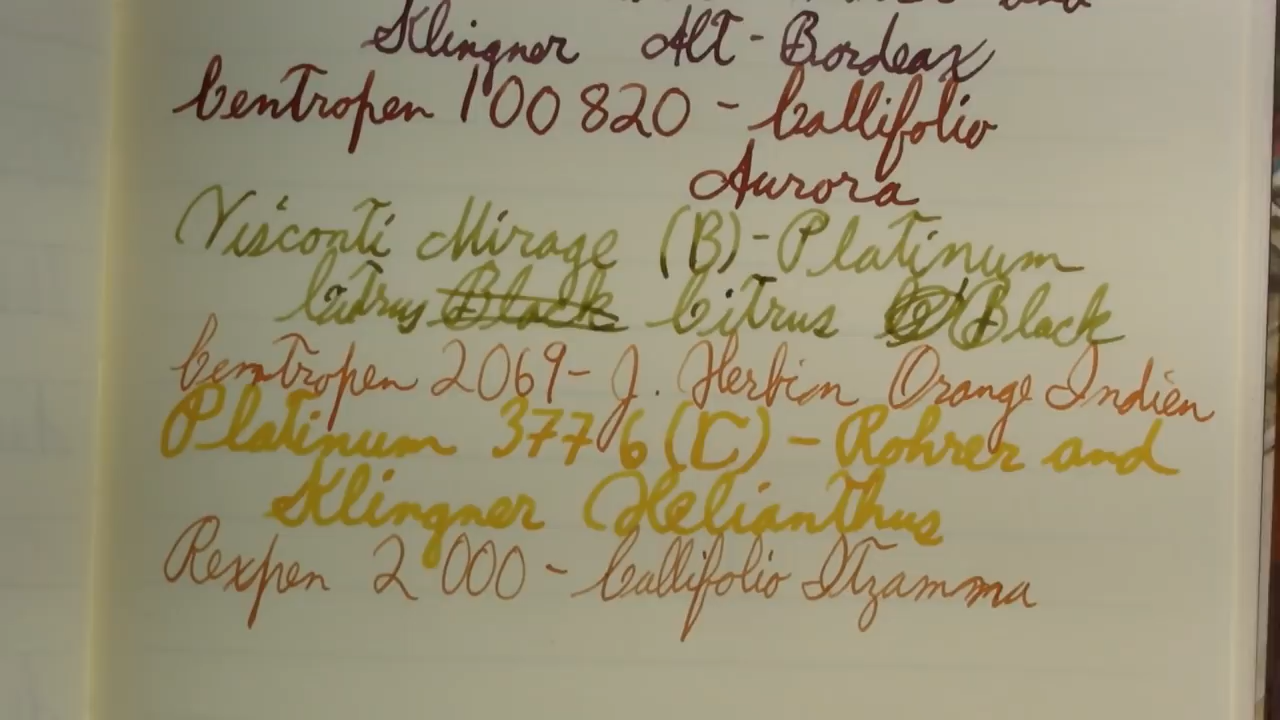 Klingner Alt-Bordeax
Centropen 100 820 - Callifolio
Aurora
Visconti Mirage (B) - Platinum
Citrus Black Citrus Black
Centropen 2069 - J. Herbin Orange Indien
Platinum 3776 (C) - Rohrer and
Klingner Helianthus
Rexpen 2000 - Callifolio Itzamma